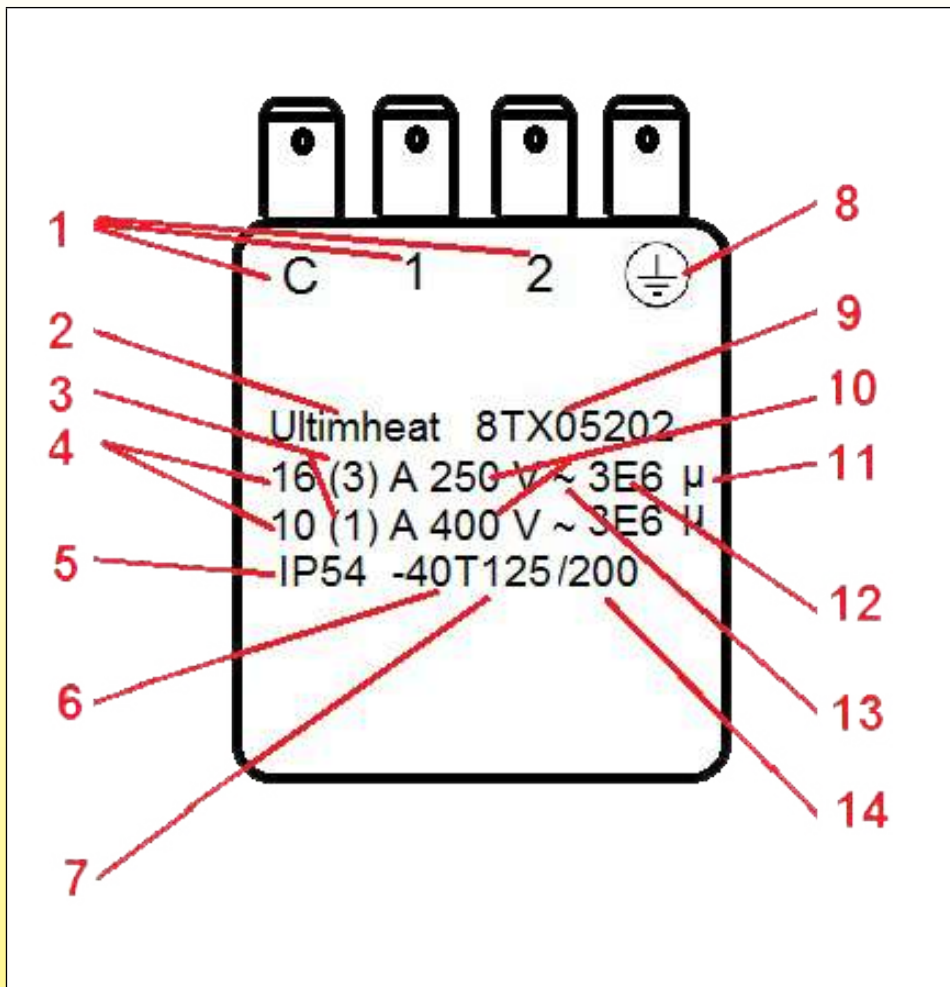 1 C 1 2 8
2 9
3 10
Ultimheat 8TX05202
4 16 (3) A 250 V ~ 3E6 µ 11
10 (1) A 400 V ~ 3E6 µ
5 IP54 -40T125/200
12
6 13
14
7